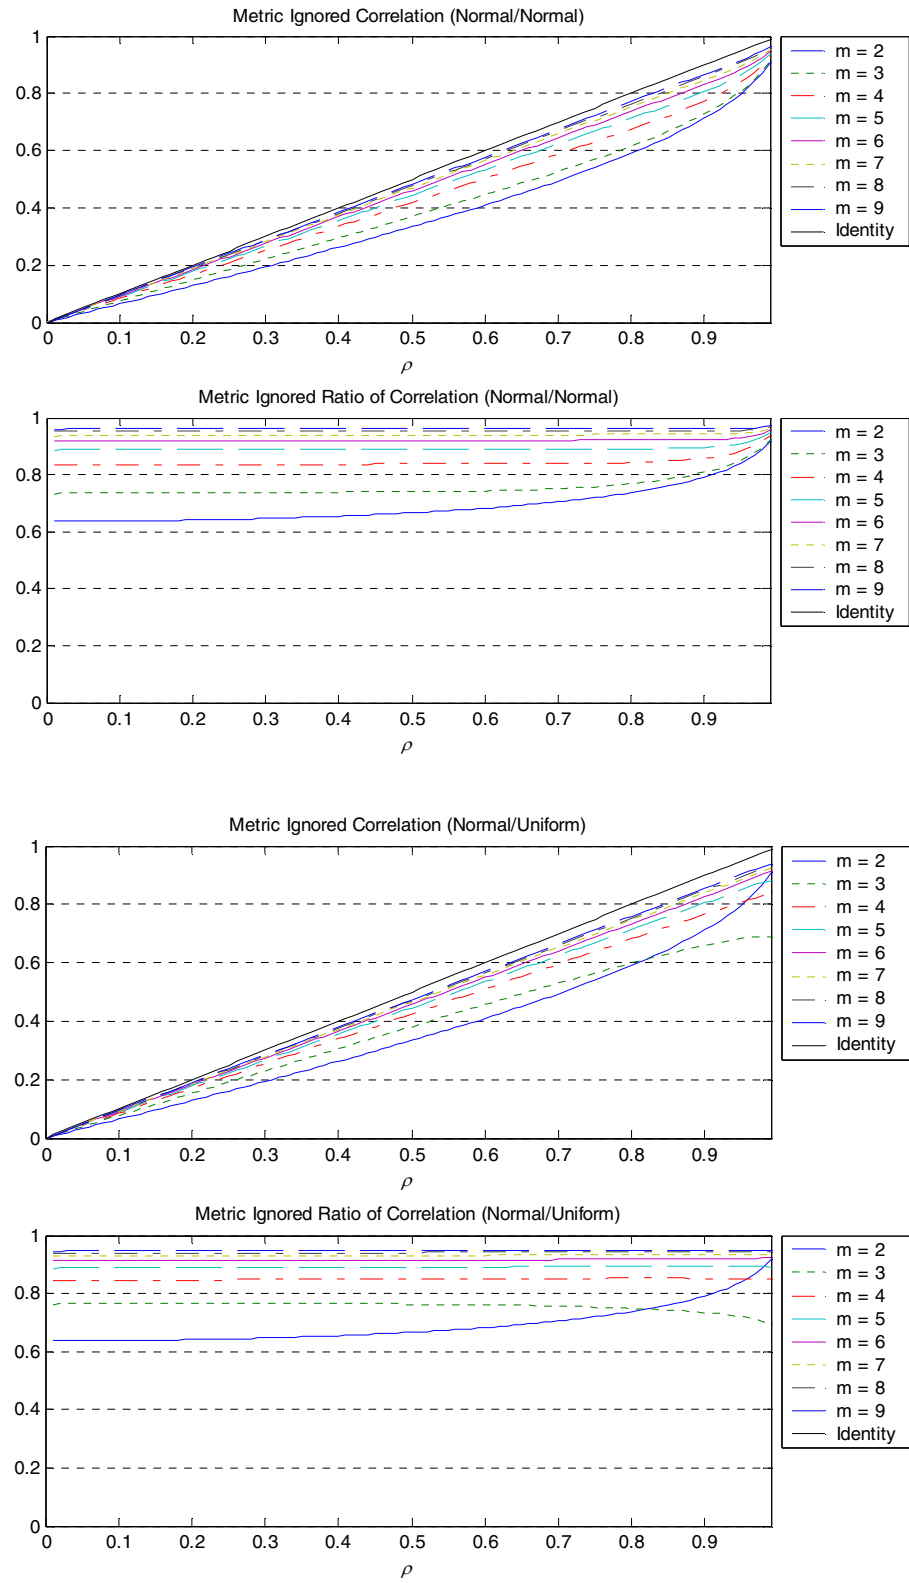 Metric Ignored Correlation (Normal/Normal)
1
0.8
0.6
0.4
0.2
0
0 0.1 0.2 0.3 0.4 0.5 0.6 0.7 0.8 0.9
ρ
m = 2
m = 3
m = 4
m = 5
m = 6
m = 7
m = 8
m = 9
Identity
Metric Ignored Ratio of Correlation (Normal/Normal)
1
0.8
0.6
0.4
0.2
0
0 0.1 0.2 0.3 0.4 0.5 0.6 0.7 0.8 0.9
ρ
m = 2
m = 3
m = 4
m = 5
m = 6
m = 7
m = 8
m = 9
Identity
Metric Ignored Correlation (Normal/Uniform)
1
0.8
0.6
0.4
0.2
0
0 0.1 0.2 0.3 0.4 0.5 0.6 0.7 0.8 0.9
ρ
m = 2
m = 3
m = 4
m = 5
m = 6
m = 7
m = 8
m = 9
Identity
Metric Ignored Ratio of Correlation (Normal/Uniform)
1
0.8
0.6
0.4
0.2
0
0 0.1 0.2 0.3 0.4 0.5 0.6 0.7 0.8 0.9
ρ
m = 2
m = 3
m = 4
m = 5
m = 6
m = 7
m = 8
m = 9
Identity